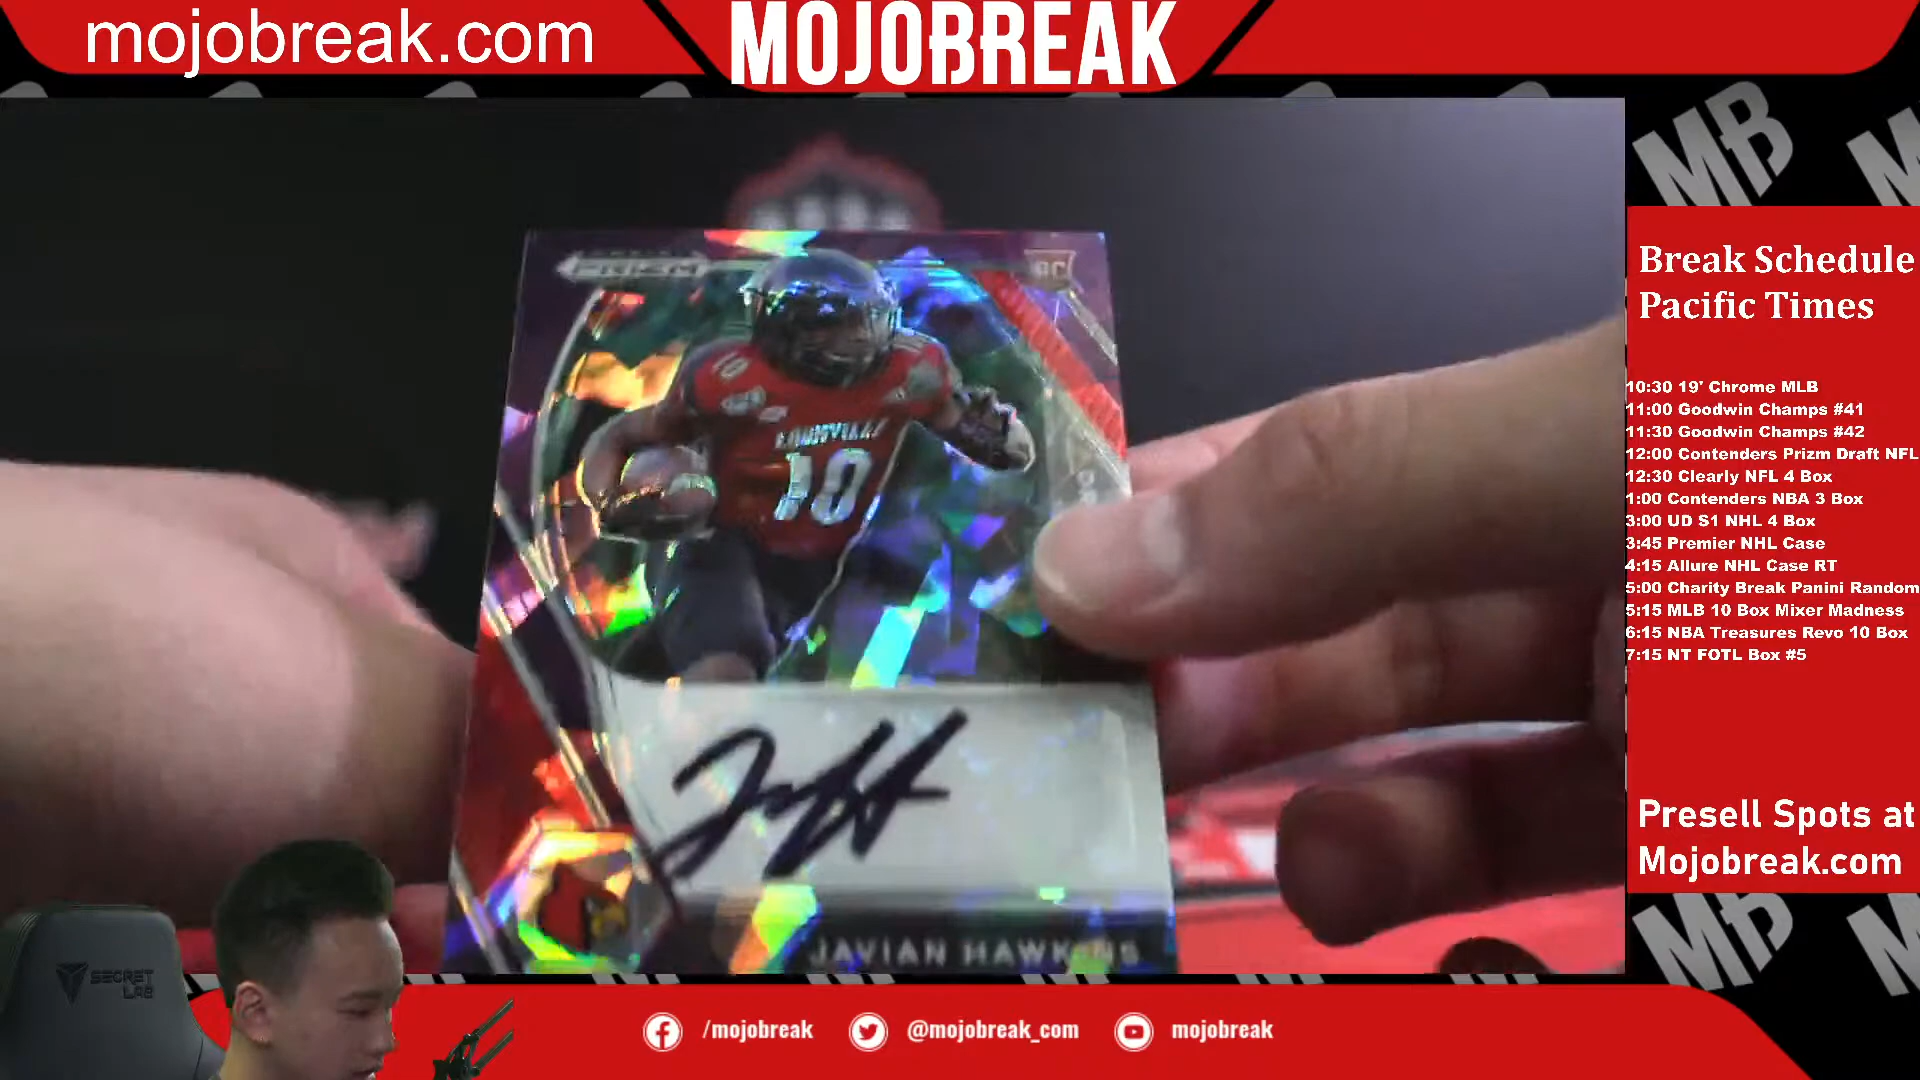 mojobreak.com
MOJOBREAK
MB
Break Schedule
Pacific Times
10:30 19' Chrome MLB
11:00 Goodwin Champs #41
11:30 Goodwin Champs #42
12:00 Contenders Prizm Draft NFL
12:30 Clearly NFL 4 Box
1:00 Contenders NBA 3 Box
3:00 UD S1 NHL 4 Box
3:45 Premier NHL Case
4:15 Allure NHL Case RT
5:00 Charity Break Panini Random
5:15 MLB 10 Box Mixer Madness
6:15 NBA Treasures Revo 10 Box
7:15 NT FOTL Box #5
Presell Spots at
Mojobreak.com
MB
PRIZM
RC
10
LOUISVILLE
10
JAVIAN HAWKINS
SECRET
LAB
/mojobreak
@mojobreak_com
mojobreak